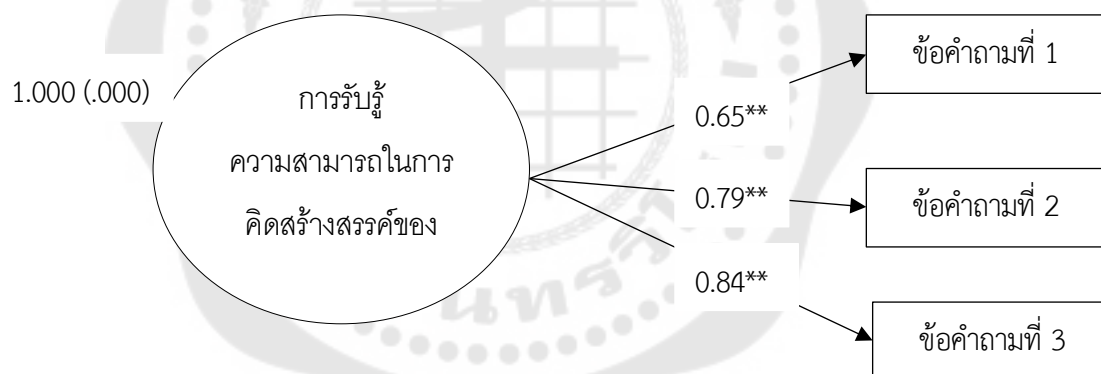 1.000 (.000)
การรับรู้
ความสามารถในการ
คิดสร้างสรรค์ของ
0.65**
0.79**
0.84**
ข้อคำถามที่ 1
ข้อคำถามที่ 2
ข้อคำถามที่ 3